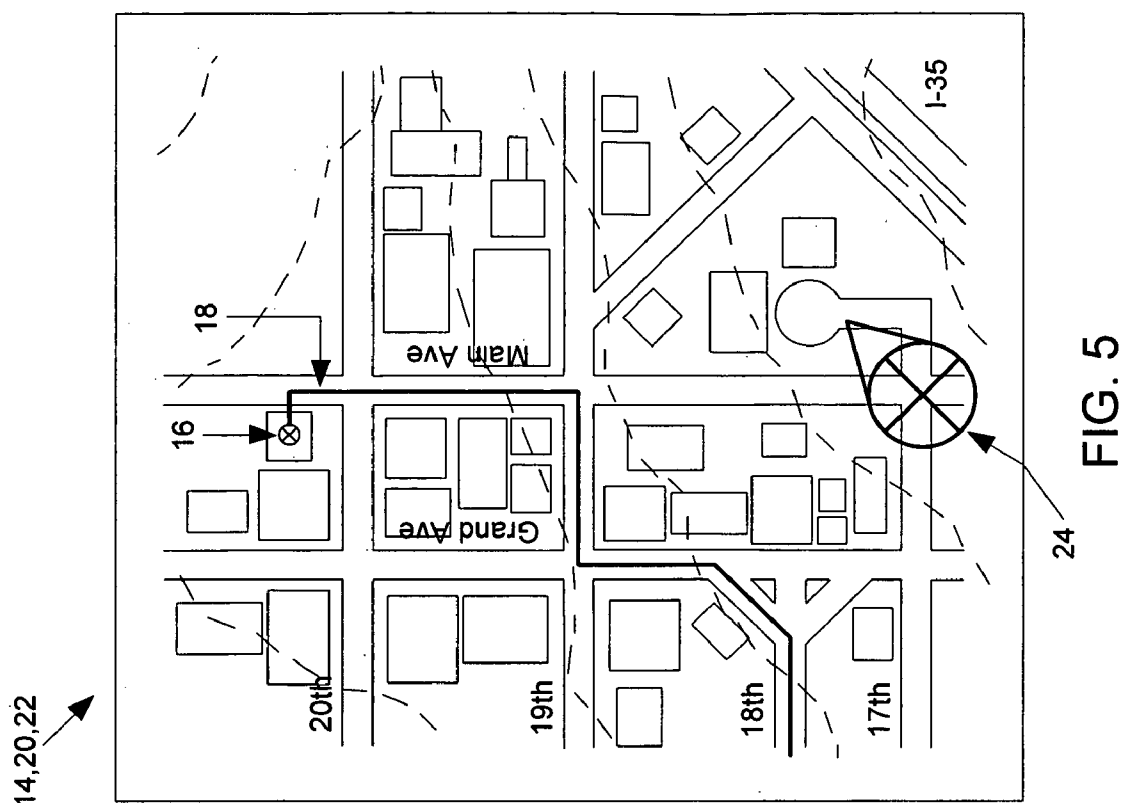 14,20,22
16
18
20th
19th
18th
17th
Grand Ave
Main Ave
I-35
24
FIG. 5